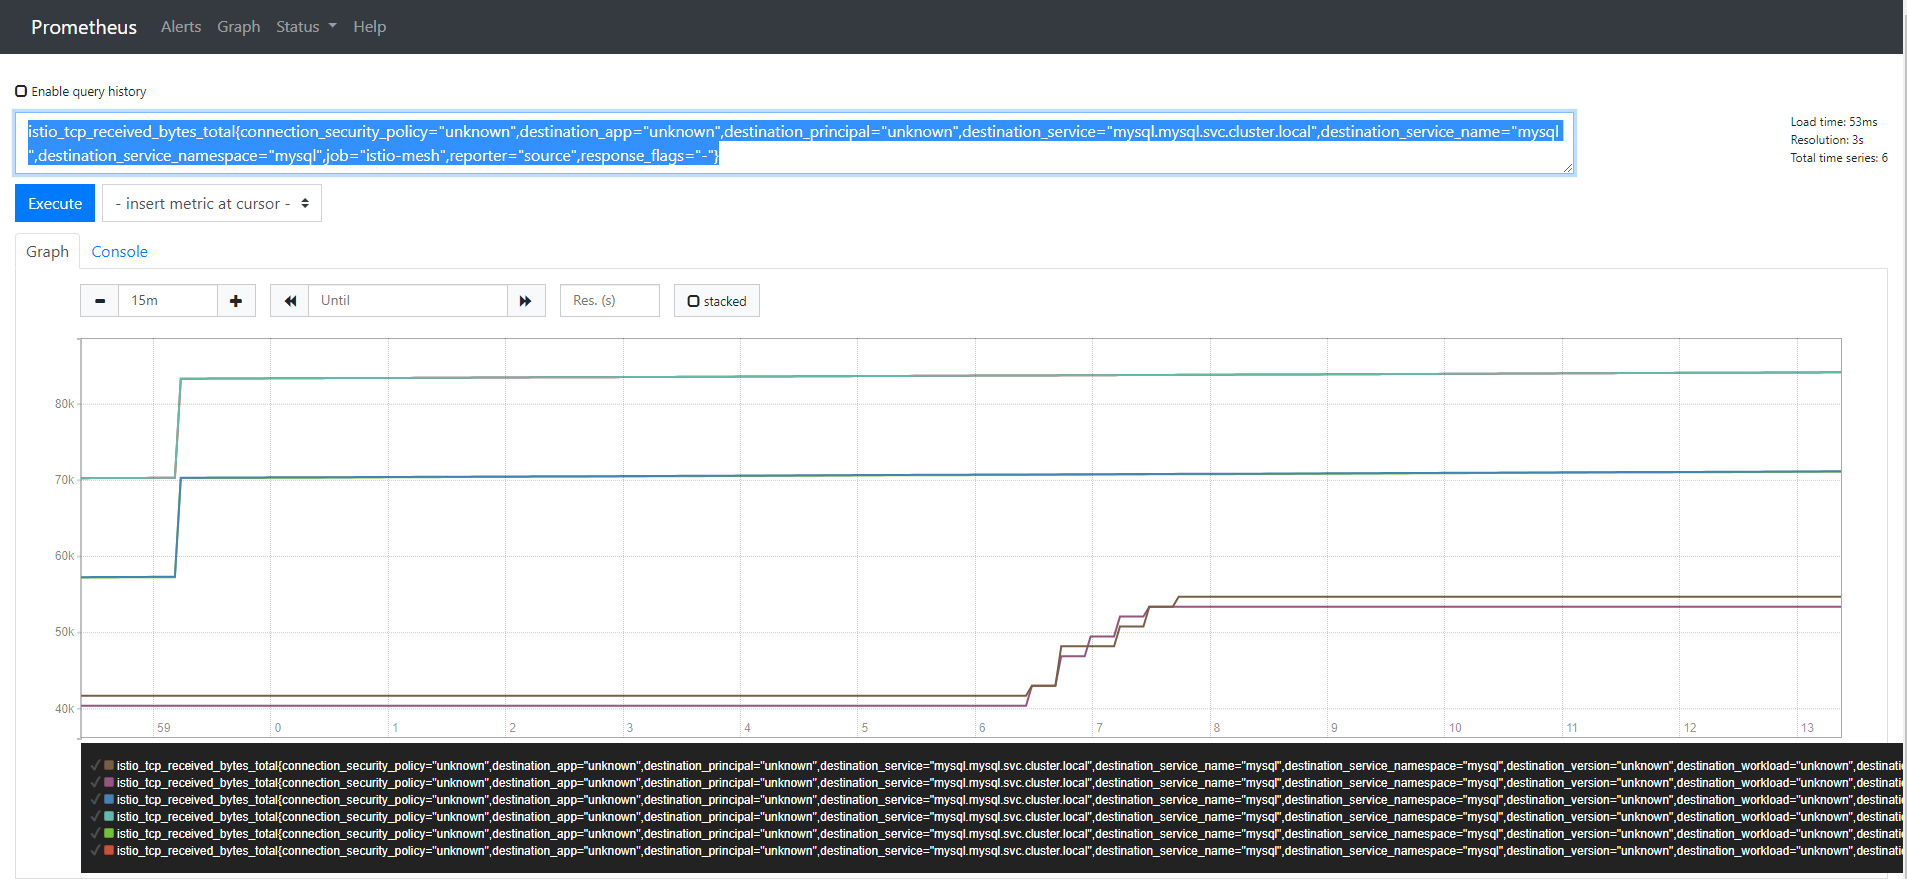 Prometheus Alerts Graph Status Help
Enable query history
istio_tcp_received_bytes_total{connection_security_policy="unknown",destination_app="unknown",destination_principal="unknown",destination_service="mysql.mysql.svc.cluster.local",destination_service_name="mysql
",destination_service_namespace="mysql",job="istio-mesh",reporter="source",response_flags="-"}
Load time: 53ms
Resolution: 3s
Total time series: 6
Execute - insert metric at cursor -
Graph Console
15m Until Res. (s) stacked
80k
70k
60k
50k
40k
59 0 1 2 3 4 5 6 7 8 9 10 11 12 13
istio_tcp_received_bytes_total{connection_security_policy="unknown",destination_app="unknown",destination_principal="unknown",destination_service="mysql.mysql.svc.cluster.local",destination_service_name="mysql",destination_service_namespace="mysql",destination_version="unknown",destination_workload="unknown",destinatio
istio_tcp_received_bytes_total{connection_security_policy="unknown",destination_app="unknown",destination_principal="unknown",destination_service="mysql.mysql.svc.cluster.local",destination_service_name="mysql",destination_service_namespace="mysql",destination_version="unknown",destination_workload="unknown",destinatio
istio_tcp_received_bytes_total{connection_security_policy="unknown",destination_app="unknown",destination_principal="unknown",destination_service="mysql.mysql.svc.cluster.local",destination_service_name="mysql",destination_service_namespace="mysql",destination_version="unknown",destination_workload="unknown",destinatio
istio_tcp_received_bytes_total{connection_security_policy="unknown",destination_app="unknown",destination_principal="unknown",destination_service="mysql.mysql.svc.cluster.local",destination_service_name="mysql",destination_service_namespace="mysql",destination_version="unknown",destination_workload="unknown",destinatio
istio_tcp_received_bytes_total{connection_security_policy="unknown",destination_app="unknown",destination_principal="unknown",destination_service="mysql.mysql.svc.cluster.local",destination_service_name="mysql",destination_service_namespace="mysql",destination_version="unknown",destination_workload="unknown",destinatio
istio_tcp_received_bytes_total{connection_security_policy="unknown",destination_app="unknown",destination_principal="unknown",destination_service="mysql.mysql.svc.cluster.local",destination_service_name="mysql",destination_service_namespace="mysql",destination_version="unknown",destination_workload="unknown",destinatio